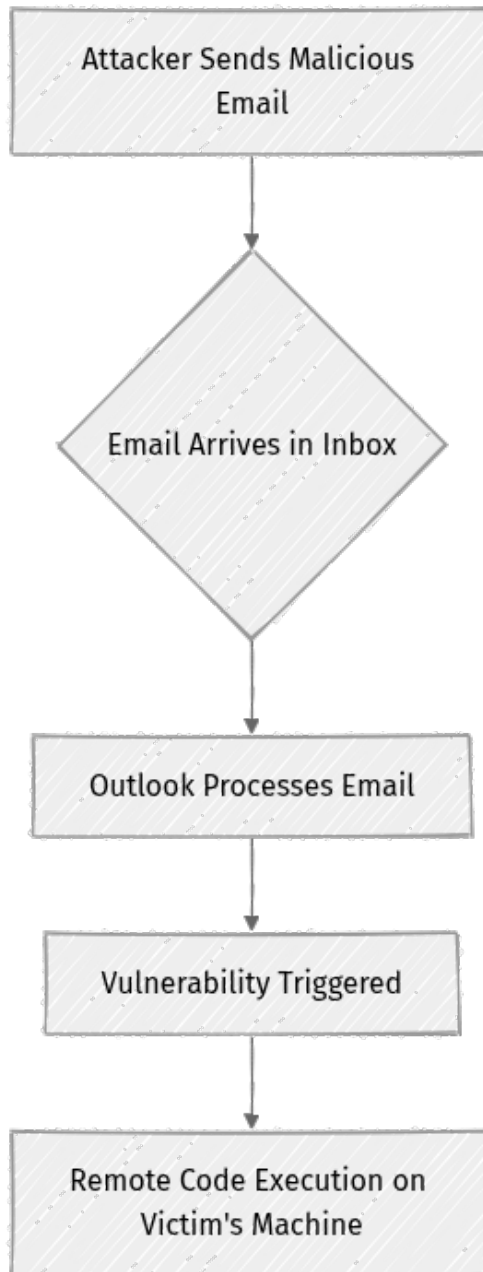 Attacker Sends Malicious
Email
Email Arrives in Inbox
Outlook Processes Email
Vulnerability Triggered
Remote Code Execution on
Victim's Machine